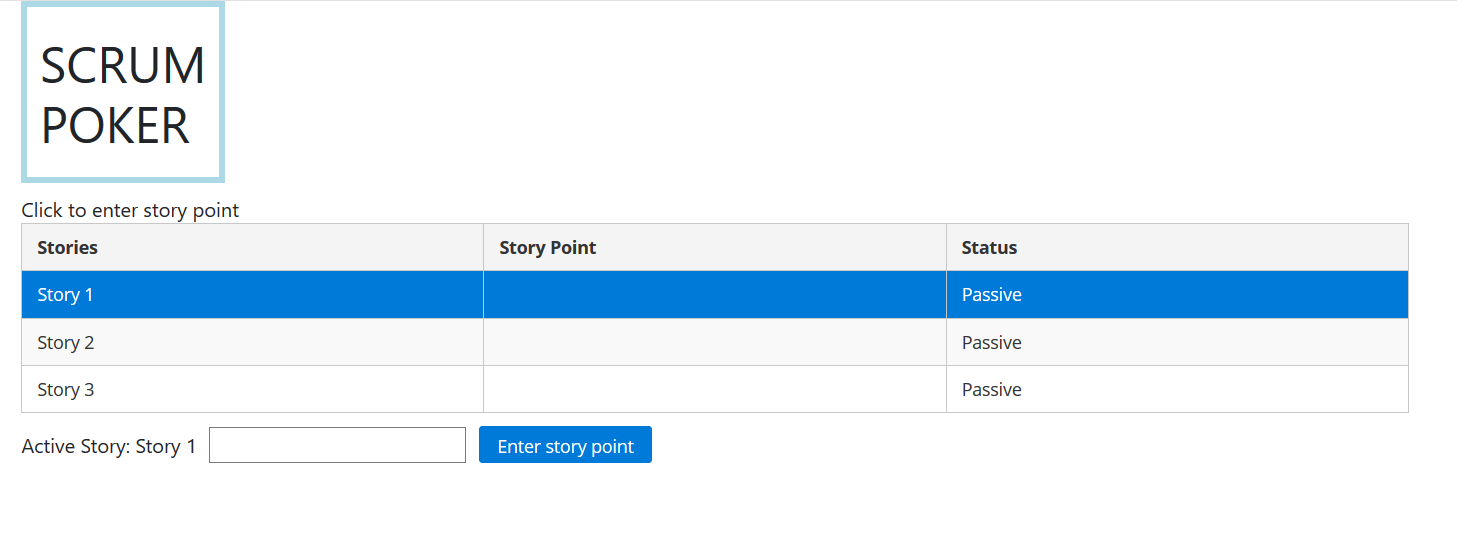 SCRUM
POKER
Click to enter story point
Stories Story Point Status
Story 1 Passive
Story 2 Passive
Story 3 Passive
Active Story: Story 1 Enter story point